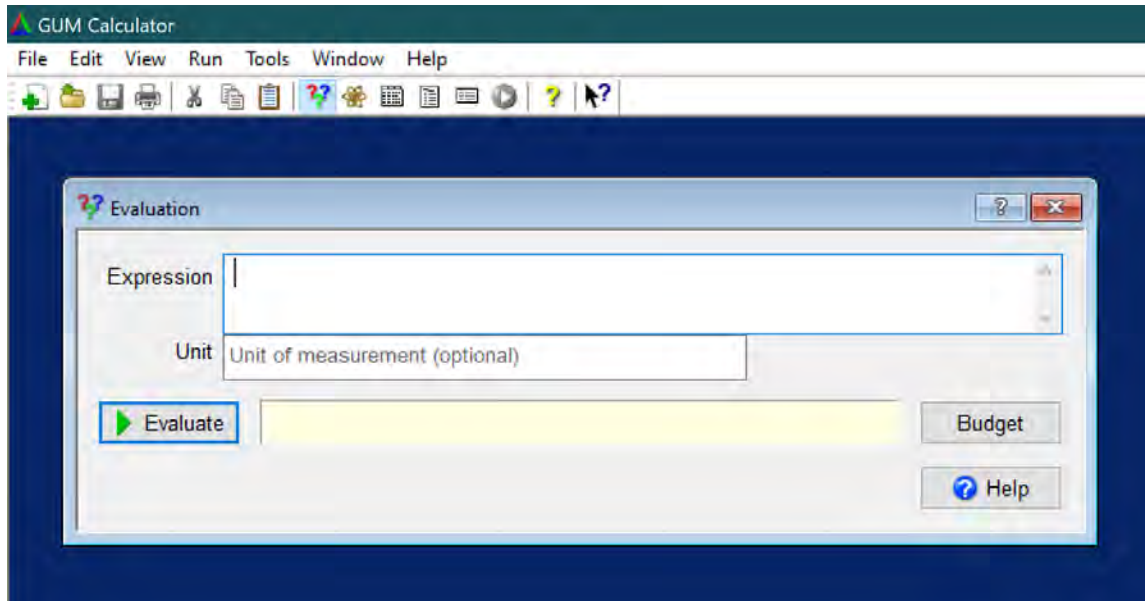 GUM Calculator
File Edit View Run Tools Window Help
?? ? ?
?? Evaluation ?
Expression
Unit Unit of measurement (optional)
Evaluate Budget
? Help